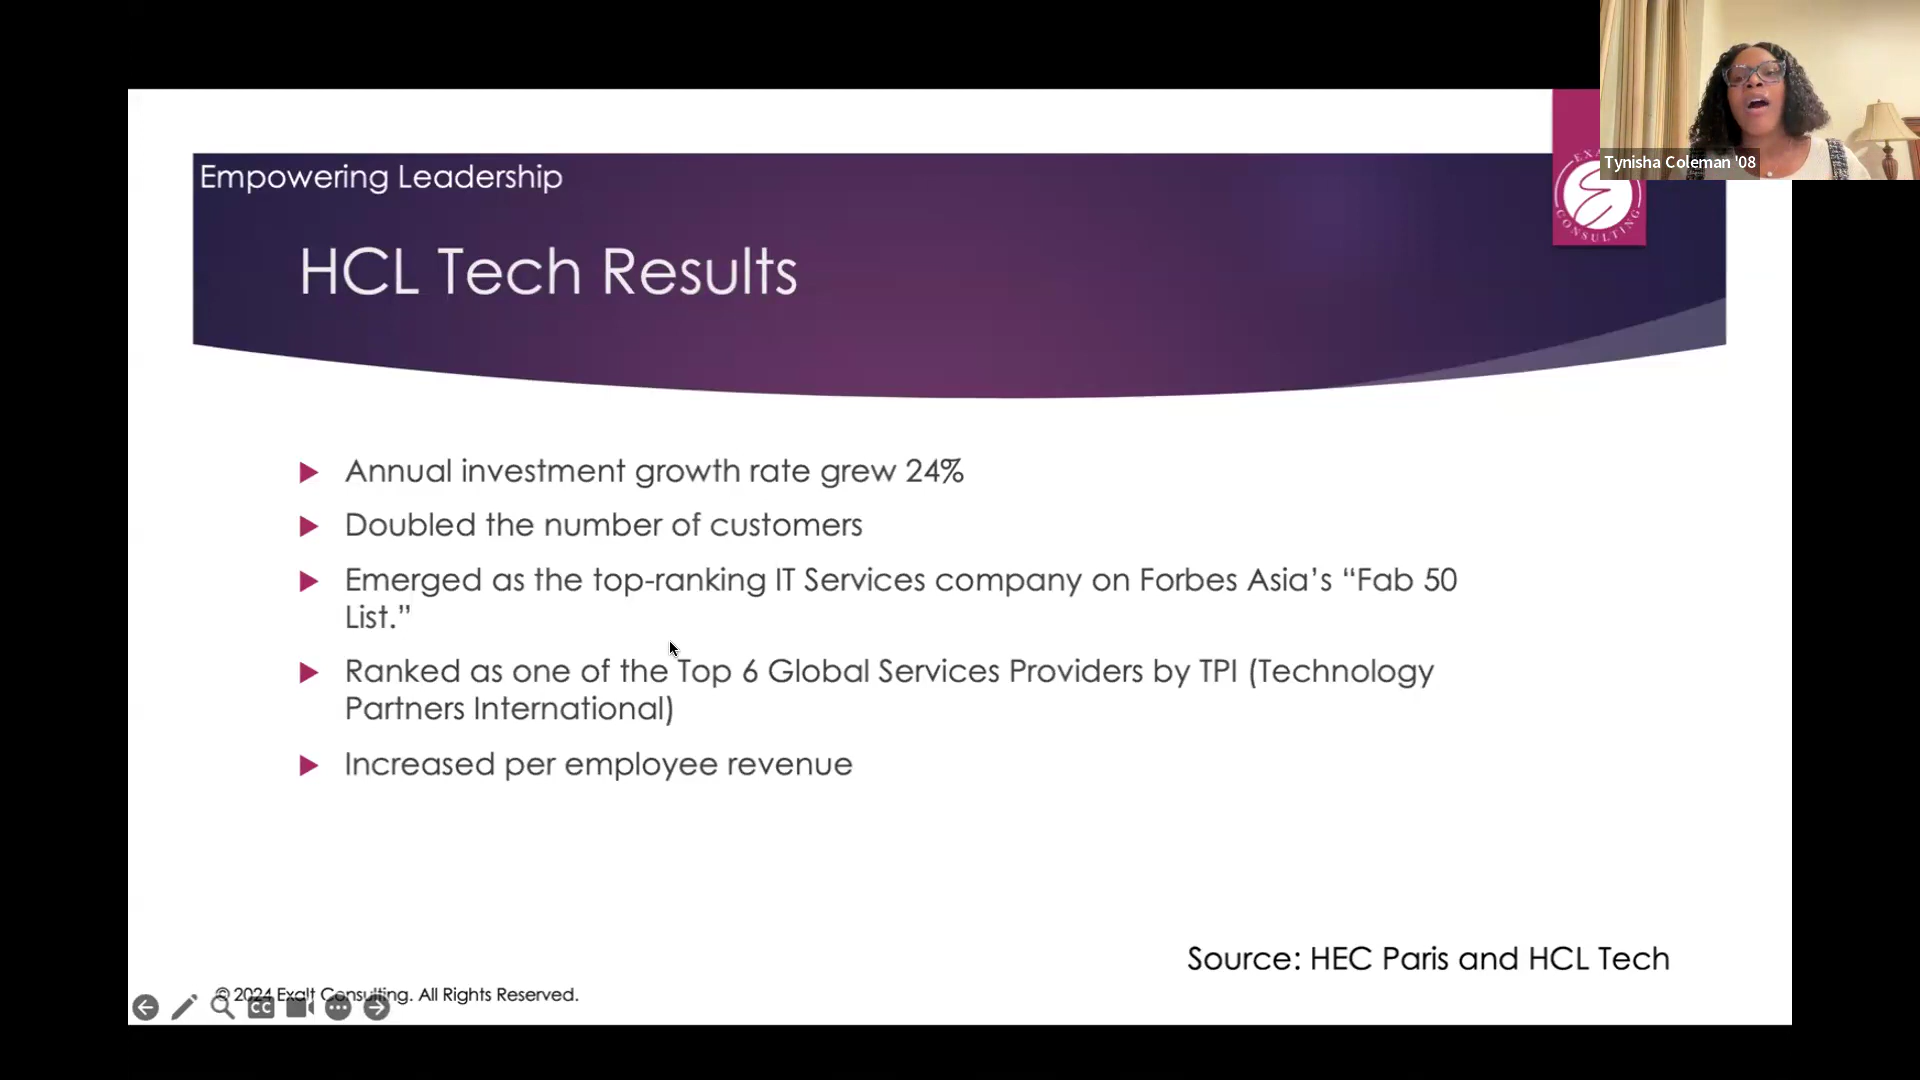 Tynisha Coleman '08
Empowering Leadership
CONSULTING
HCL Tech Results
Annual investment growth rate grew 24%
Doubled the number of customers
Emerged as the top-ranking IT Services company on Forbes Asia’s “Fab 50
List.”
Ranked as one of the Top 6 Global Services Providers by TPI (Technology
Partners International)
Increased per employee revenue
Source: HEC Paris and HCL Tech
© 2024 Exalt Consulting. All Rights Reserved.
CC